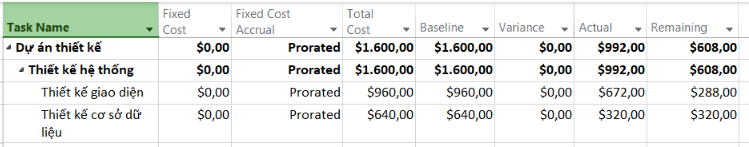 Task Name Fixed Cost Fixed Cost Accrual Total Cost Baseline Variance Actual Remaining
Dự án thiết kế $0,00 Prorated $1.600,00 $1.600,00 $0,00 $992,00 $608,00
Thiết kế hệ thống $0,00 Prorated $1.600,00 $1.600,00 $0,00 $992,00 $608,00
Thiết kế giao diện $0,00 Prorated $960,00 $960,00 $0,00 $672,00 $288,00
Thiết kế cơ sở dữ liệu $0,00 Prorated $640,00 $640,00 $0,00 $320,00 $320,00